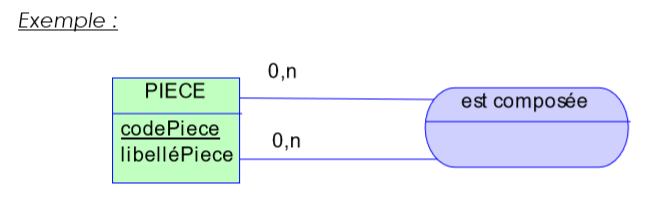 Exemple :
0,n
PIECE
est composée
codePiece
0,n
libelléPiece